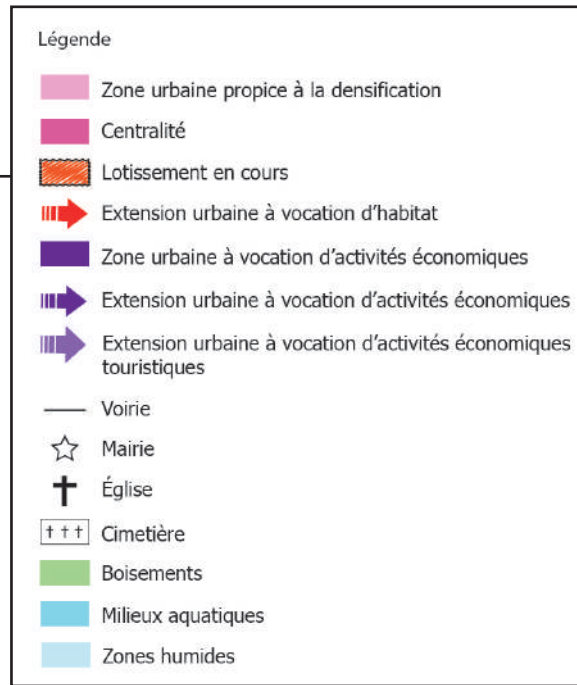 Légende
Zone urbaine propice à la densification
Centralité
Lotissement en cours
Extension urbaine à vocation d'habitat
Zone urbaine à vocation d'activités économiques
Extension urbaine à vocation d'activités économiques
Extension urbaine à vocation d'activités économiques
touristiques
Voirie
Mairie
Église
Cimetière
Boisements
Milieux aquatiques
Zones humides